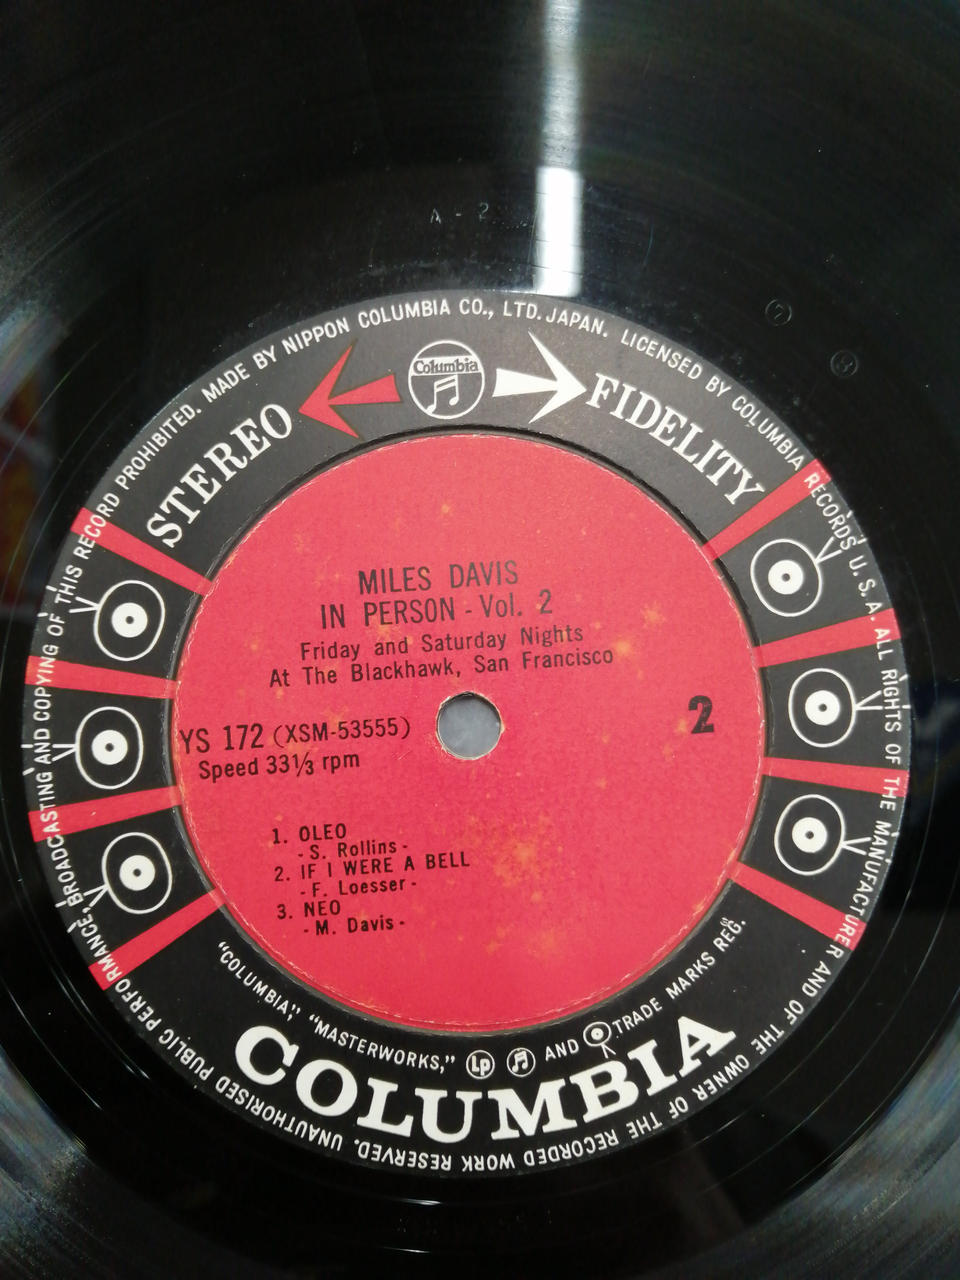 A - 2
7
8
THIS RECORD PROHIBITED. MADE BY NIPPON COLUMBIA CO., LTD. JAPAN. LICENSED BY COLUMBIA RECORDS U. S. A. ALL RIGHTS OF THE MANUFACTURER AND OF THE OWNER OF THE RECORDED WORK RESERVED. UNAUTHORISED PUBLIC PERFORMANCE, BROADCASTING AND COPYING OF
STEREO
Columbia
FIDELITY
MILES DAVIS
IN PERSON - Vol. 2
Friday and Saturday Nights
At The Blackhawk, San Francisco
YS 172 (XSM-53555)
2
Speed 33⅓ rpm
1. OLEO
- S. Rollins -
2. IF I WERE A BELL
- F. Loesser -
3. NEO
- M. Davis -
"COLUMBIA," "MASTERWORKS," Lp AND TRADE MARKS REG.
COLUMBIA